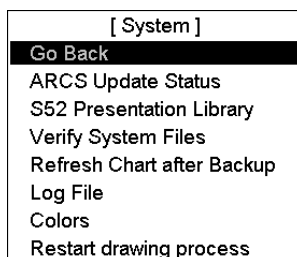 [ System ]
Go Back
ARCS Update Status
S52 Presentation Library
Verify System Files
Refresh Chart after Backup
Log File
Colors
Restart drawing process